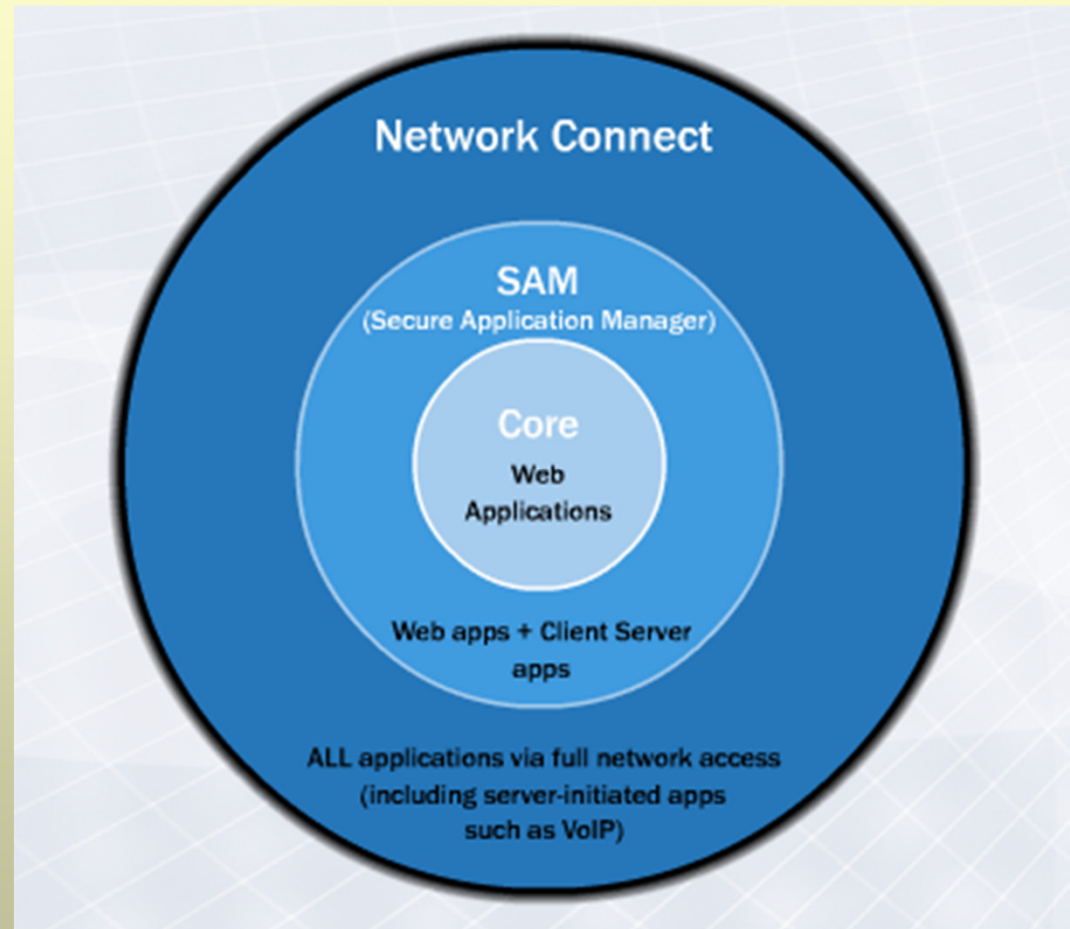 Network Connect
SAM
(Secure Application Manager)
Core
Web
Applications
Web apps + Client Server
apps
ALL applications via full network access
(including server-initiated apps
such as VoIP)